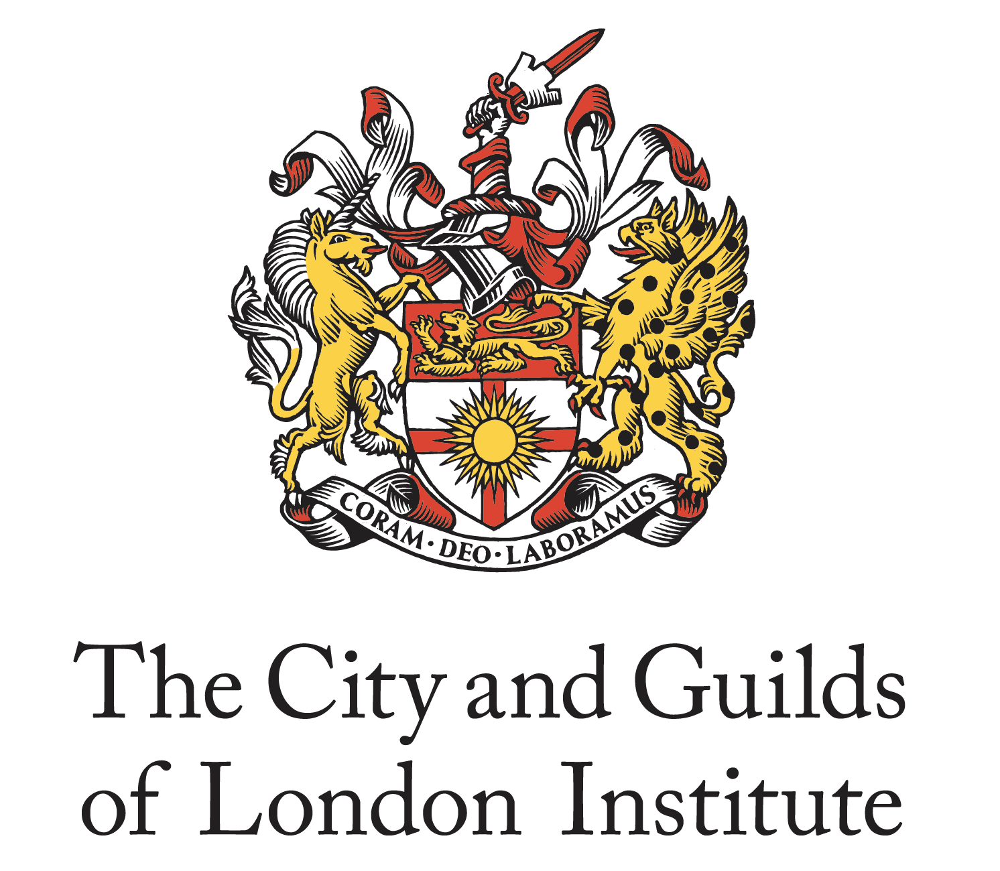 CORAM · DEO · LABORAMUS
The City and Guilds
of London Institute